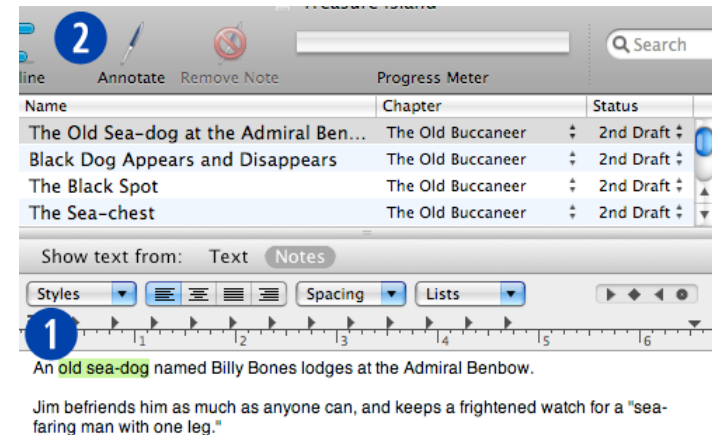 Treasure Island
2
Search
line Annotate Remove Note Progress Meter
Name Chapter Status
The Old Sea-dog at the Admiral Ben... The Old Buccaneer 2nd Draft
Black Dog Appears and Disappears The Old Buccaneer 2nd Draft
The Black Spot The Old Buccaneer 2nd Draft
The Sea-chest The Old Buccaneer 2nd Draft
Show text from: Text Notes
Styles Spacing Lists
1 1 2 3 4 5 6
An old sea-dog named Billy Bones lodges at the Admiral Benbow.
Jim befriends him as much as anyone can, and keeps a frightened watch for a "sea-
faring man with one leg."